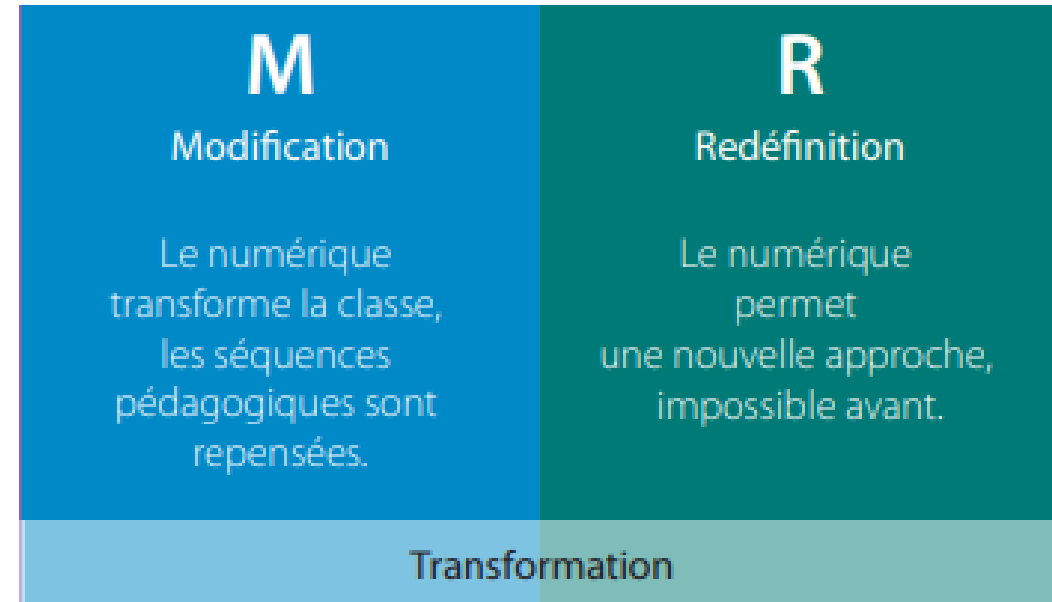 M
Modification
Le numérique
transforme la classe,
les séquences
pédagogiques sont
repensées.
R
Redéfinition
Le numérique
permet
une nouvelle approche,
impossible avant.
Transformation